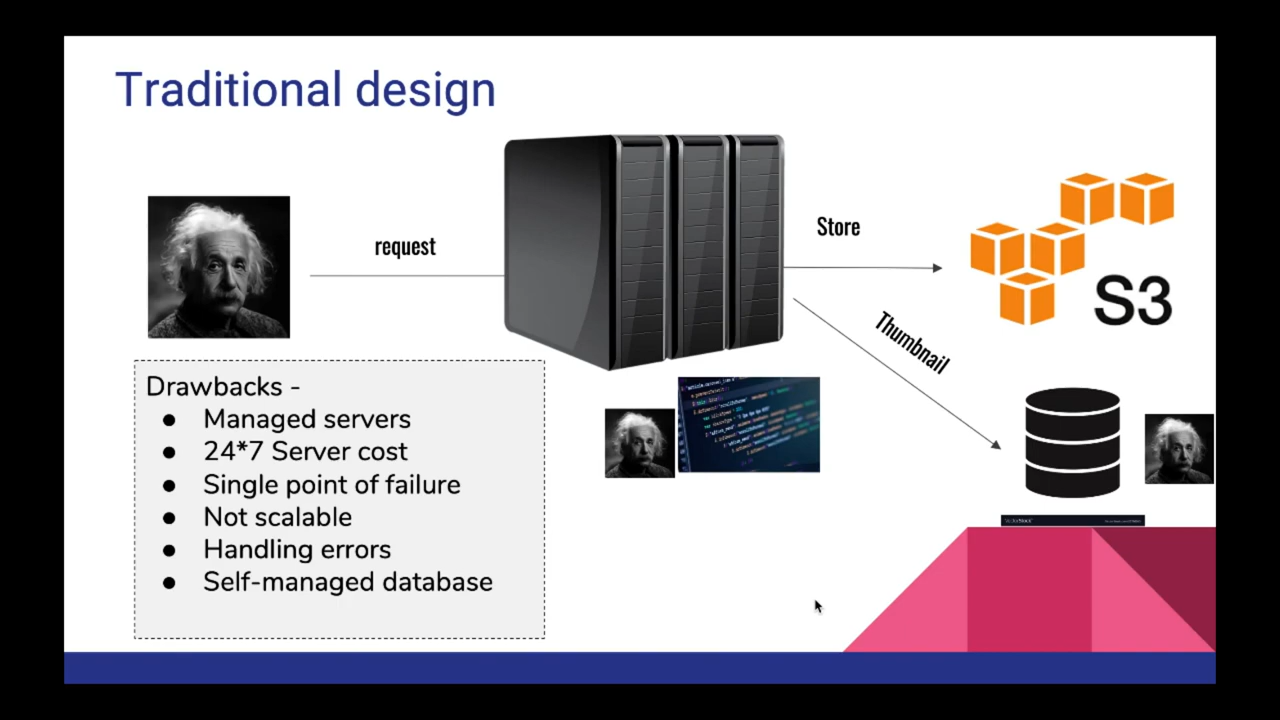 Traditional design
request
Store
S3
Thumbnail
Drawbacks -
● Managed servers
● 24*7 Server cost
● Single point of failure
● Not scalable
● Handling errors
● Self-managed database
VectorStock